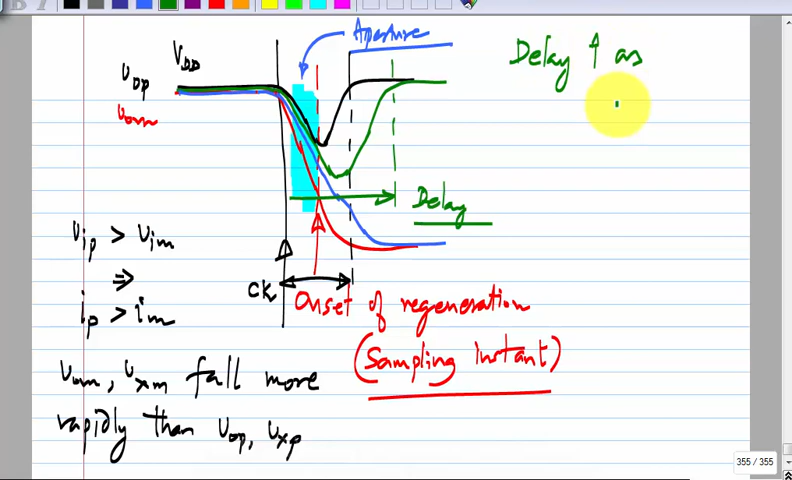 Aperture
Delay ↑ as
VDD
vop
vom
Delay
vip > vim
⇒
ip > im
CK
Onset of regeneration
(Sampling instant)
vom, vxm fall more
rapidly than vop, vxp
355 / 355